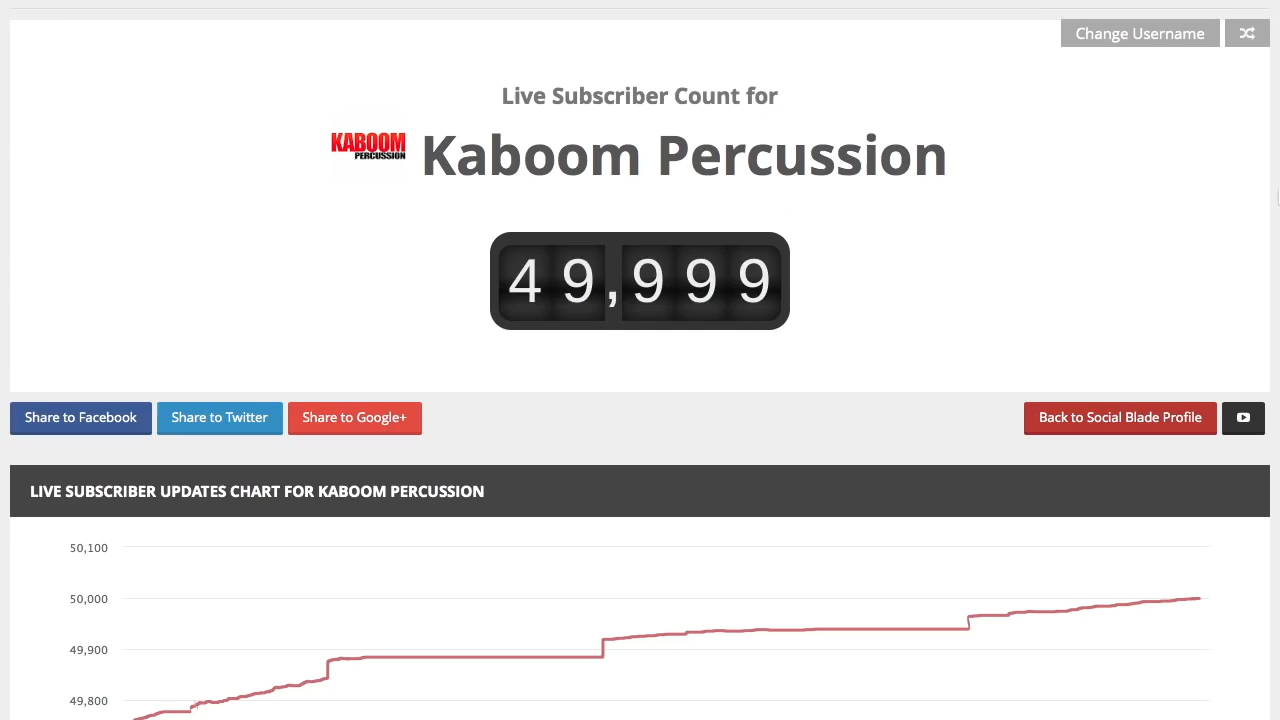 Change Username
Live Subscriber Count for
KABOOM
PERCUSSION
Kaboom Percussion
49,999
Share to Facebook
Share to Twitter
Share to Google+
Back to Social Blade Profile
LIVE SUBSCRIBER UPDATES CHART FOR KABOOM PERCUSSION
50,100
50,000
49,900
49,800